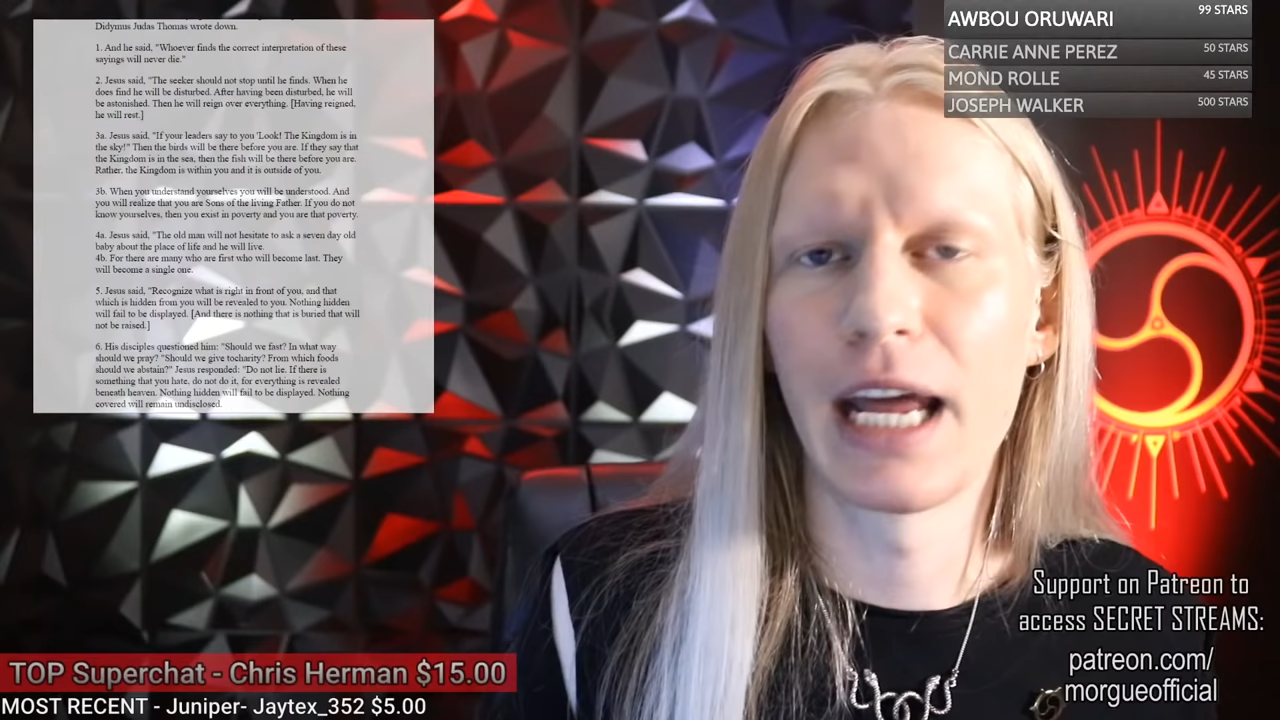 Didymus Judas Thomas wrote down.
1. And he said, "Whoever finds the correct interpretation of these
sayings will never die."
2. Jesus said, "The seeker should not stop until he finds. When he
does find he will be disturbed. After having been disturbed, he will
be astonished. Then he will reign over everything. [Having reigned,
he will rest.]
3a. Jesus said, "If your leaders say to you 'Look! The Kingdom is in
the sky!" Then the birds will be there before you are. If they say that
the Kingdom is in the sea, then the fish will be there before you are.
Rather, the Kingdom is within you and it is outside of you.
3b. When you understand yourselves you will be understood. And
you will realize that you are Sons of the living Father. If you do not
know yourselves, then you exist in poverty and you are that poverty.
4a. Jesus said, "The old man will not hesitate to ask a seven day old
baby about the place of life and he will live.
4b. For there are many who are first who will become last. They
will become a single one.
5. Jesus said, "Recognize what is right in front of you, and that
which is hidden from you will be revealed to you. Nothing hidden
will fail to be displayed. [And there is nothing that is buried that will
not be raised.]
6. His disciples questioned him: "Should we fast? In what way
should we pray? "Should we give tocharity? From which foods
should we abstain?" Jesus responded: "Do not lie. If there is
something that you hate, do not do it, for everything is revealed
beneath heaven. Nothing hidden will fail to be displayed. Nothing
covered will remain undisclosed.
AWBOU ORUWARI 99 STARS
CARRIE ANNE PEREZ 50 STARS
MOND ROLLE 45 STARS
JOSEPH WALKER 500 STARS
Support on Patreon to
access SECRET STREAMS:
patreon.com/
morgueofficial
TOP Superchat - Chris Herman $15.00
MOST RECENT - Juniper- Jaytex_352 $5.00